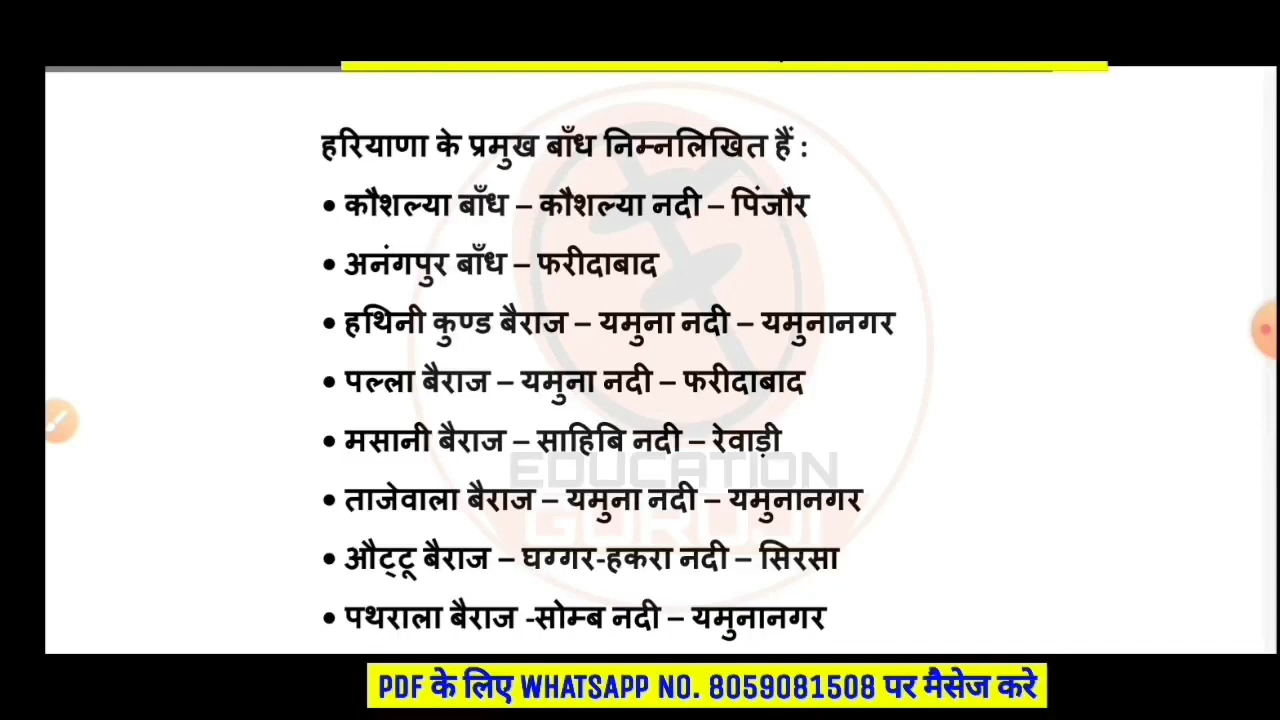 हरियाणा के प्रमुख बाँध निम्नलिखित हैं :
• कौशल्या बाँध – कौशल्या नदी – पिंजौर
• अनंगपुर बाँध – फरीदाबाद
• हथिनी कुण्ड बैराज – यमुना नदी – यमुनानगर
• पल्ला बैराज – यमुना नदी – फरीदाबाद
• मसानी बैराज – साहिबि नदी – रेवाड़ी
EDUCATION
• ताजेवाला बैराज – यमुना नदी – यमुनानगर
• औट्टू बैराज – घग्गर-हकरा नदी – सिरसा
• पथराला बैराज -सोम्ब नदी – यमुनानगर
PDF के लिए WHATSAPP NO. 8059081508 पर मैसेज करे